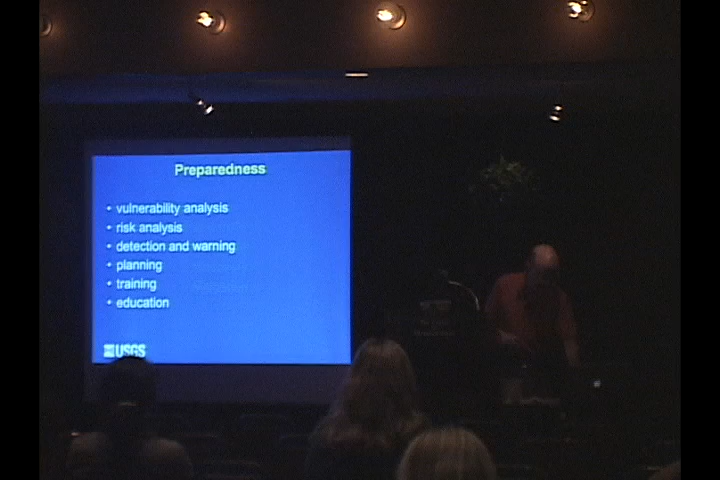 Preparedness
• vulnerability analysis
• risk analysis
• detection and warning
• planning
• training
• education
USGS